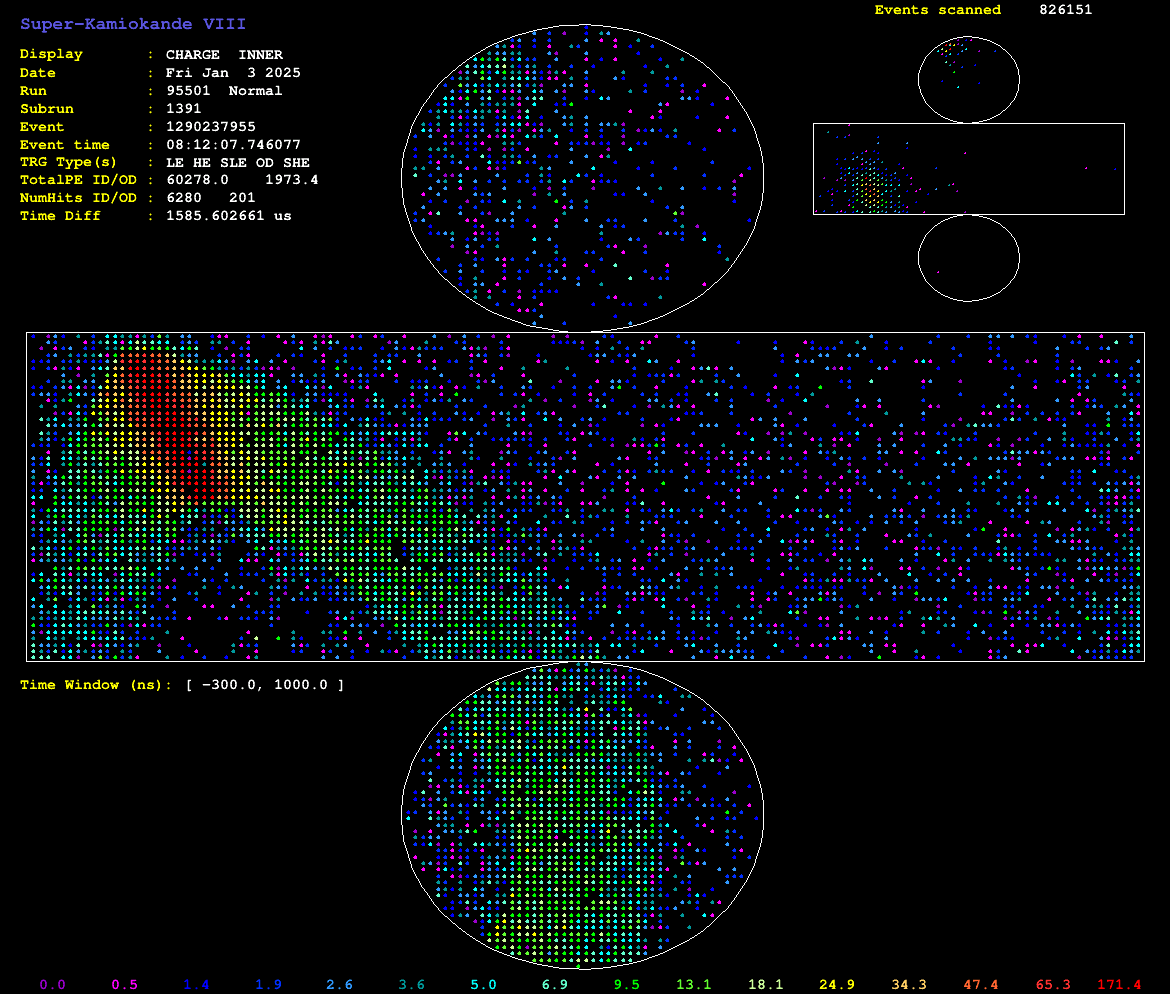 Super-Kamiokande VIII
Events scanned 826151
Display : CHARGE INNER
Date : Fri Jan 3 2025
Run : 95501 Normal
Subrun : 1391
Event : 1290237955
Event time : 08:12:07.746077
TRG Type(s) : LE HE SLE OD SHE
TotalPE ID/OD : 60278.0 1973.4
NumHits ID/OD : 6280 201
Time Diff : 1585.602661 us
Time Window (ns): [ −300.0, 1000.0 ]
0.0 0.5 1.4 1.9 2.6 3.6 5.0 6.9 9.5 13.1 18.1 24.9 34.3 47.4 65.3 171.4